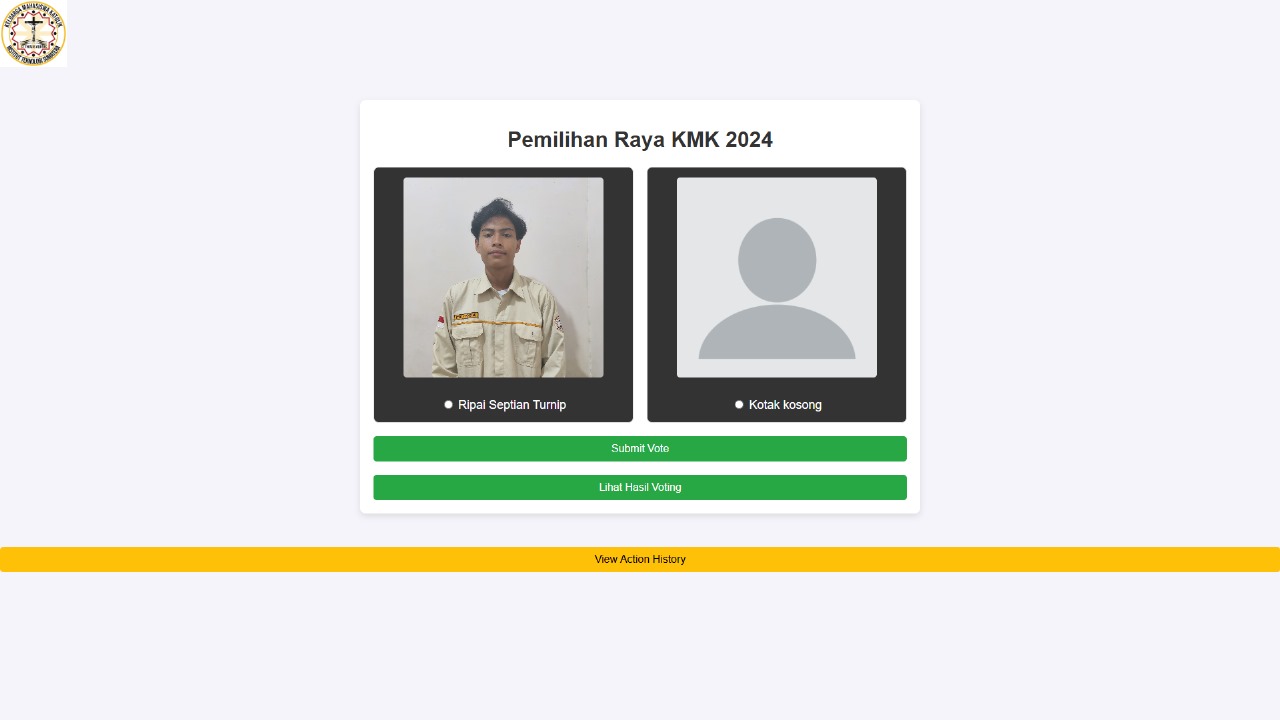 KELUARGA MAHASISWA KATOLIK
INSTITUT TEKNOLOGI SUMATERA
Pemilihan Raya KMK 2024
Ripai Septian Turnip
Kotak kosong
Submit Vote
Lihat Hasil Voting
View Action History